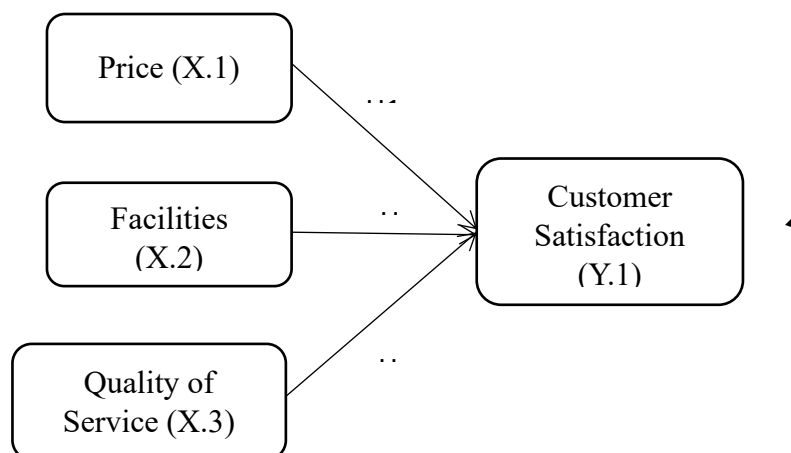 Price (X.1)
Facilities
(X.2)
Customer
Satisfaction
(Y.1)
Quality of
Service (X.3)